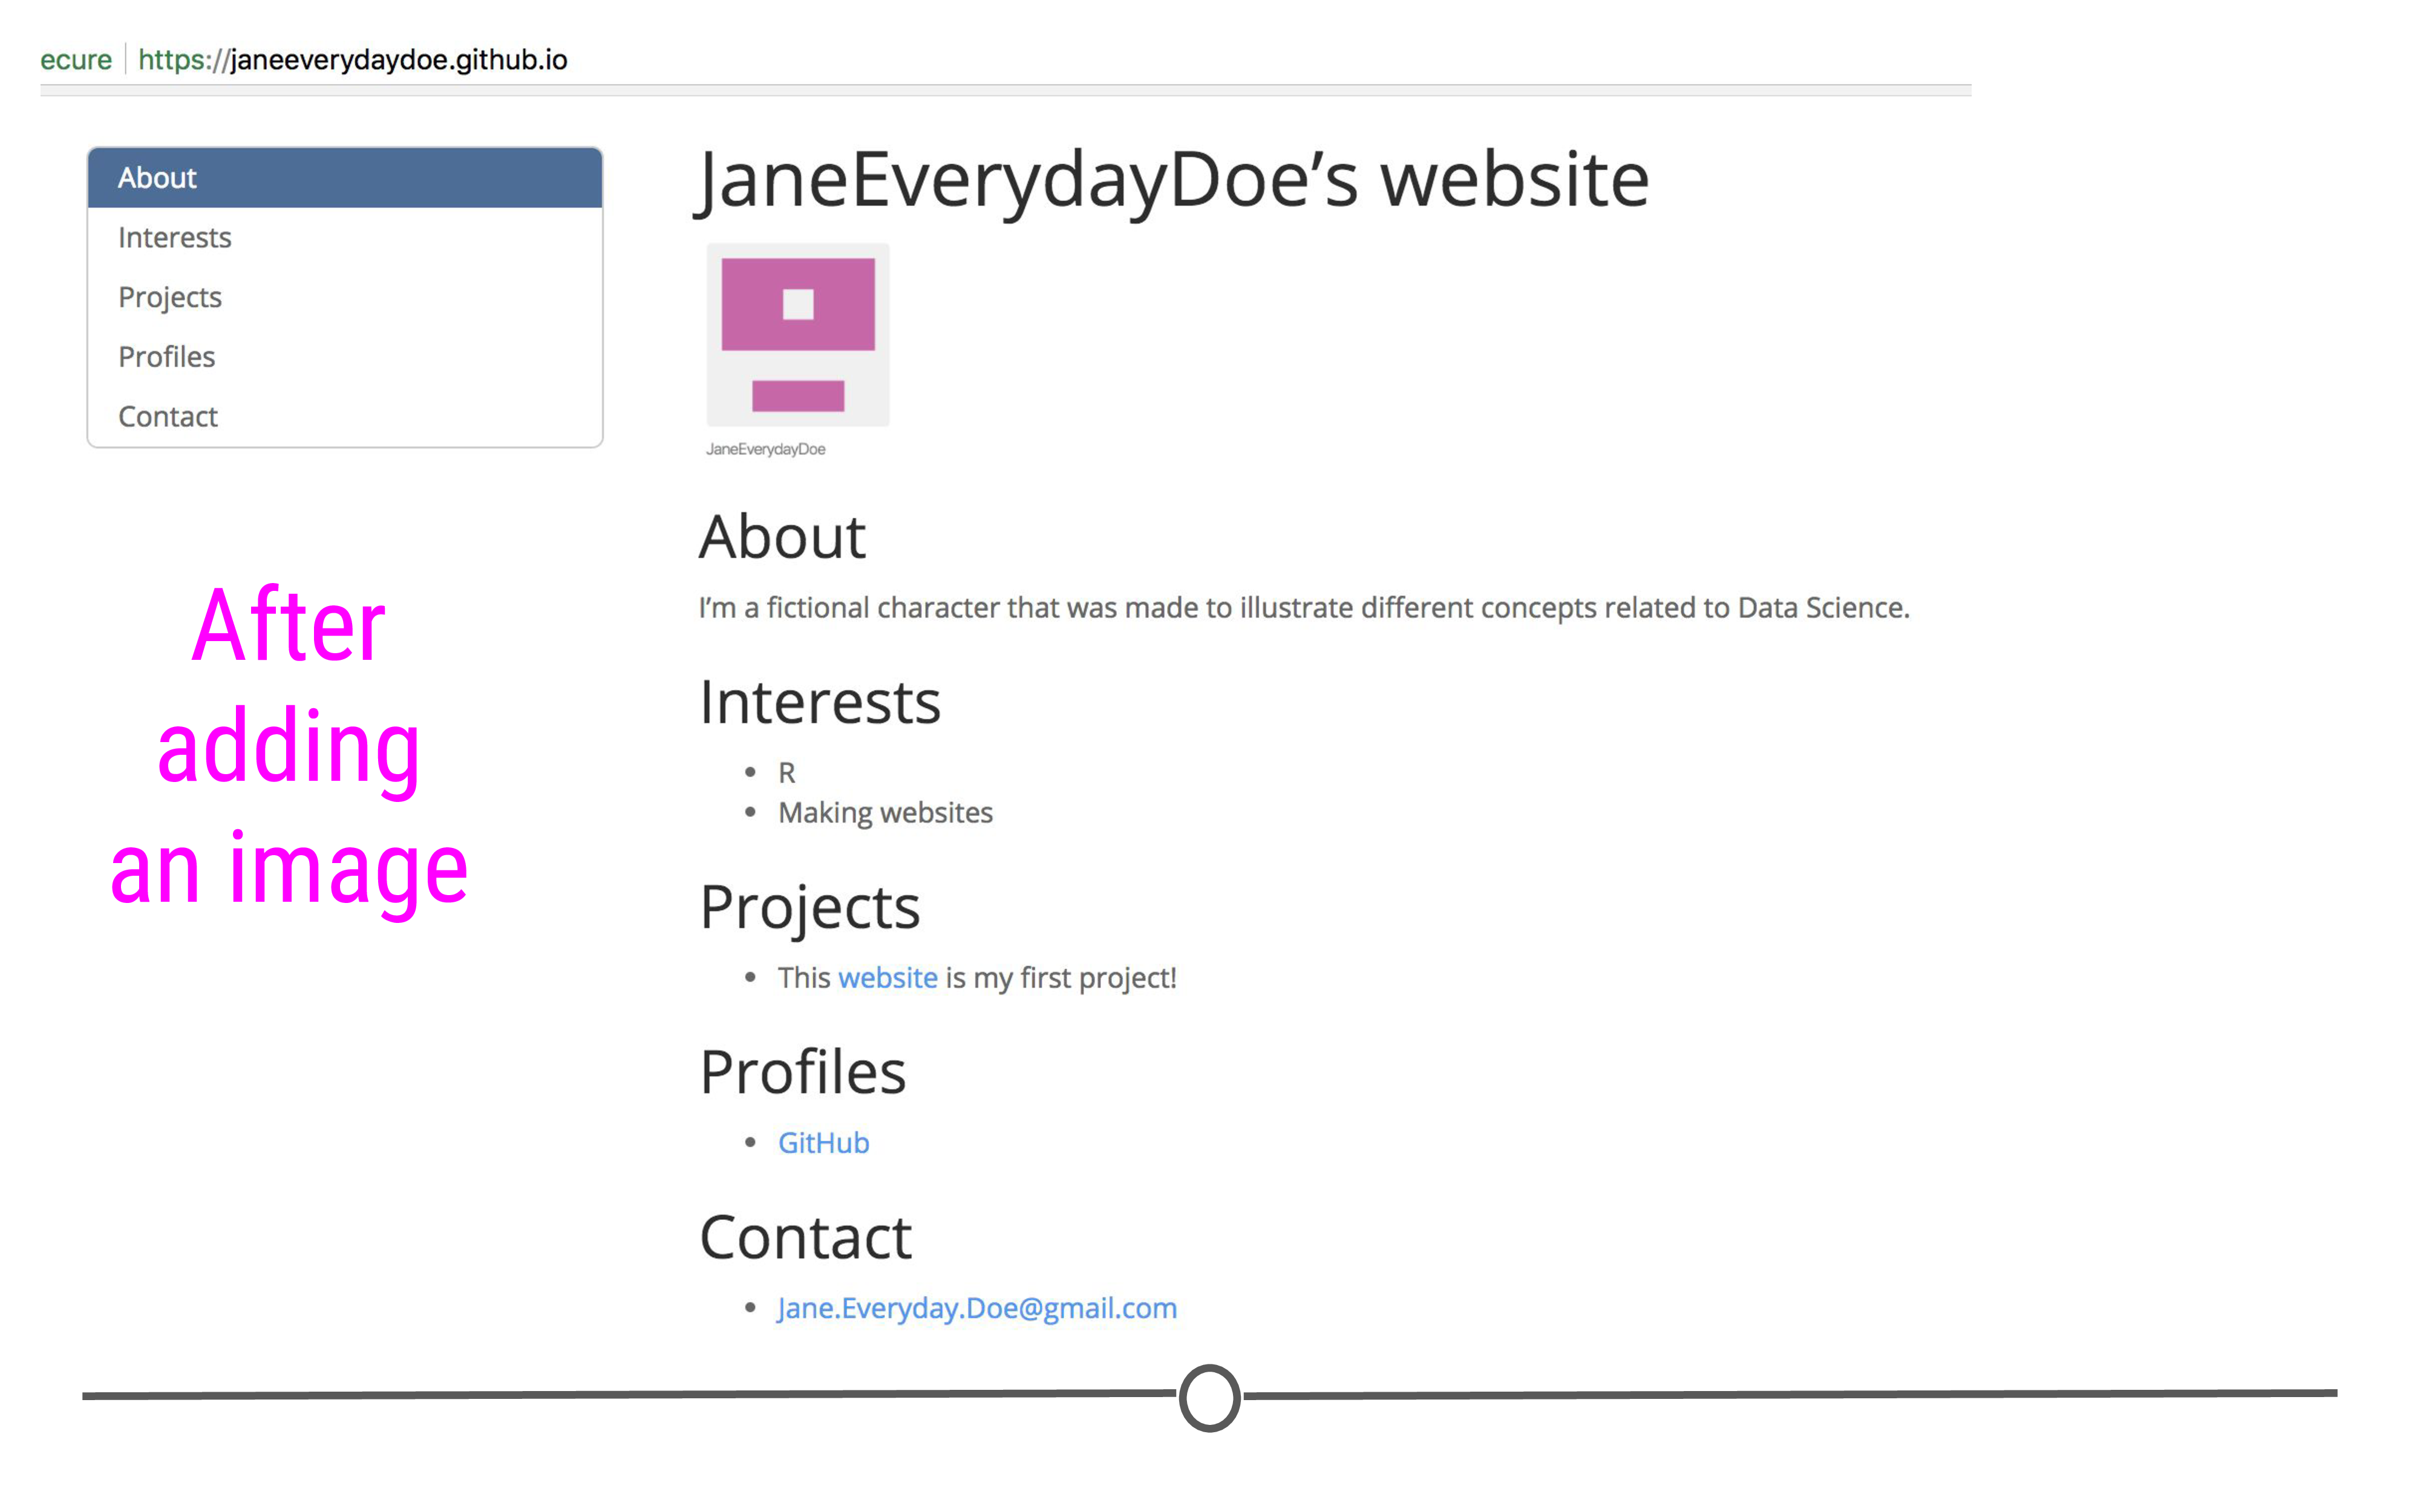 ecure | https://janeeverydaydoe.github.io
About
Interests
Projects
Profiles
Contact
After
adding
an image
JaneEverydayDoe’s website
JaneEverydayDoe
About
I’m a fictional character that was made to illustrate different concepts related to Data Science.
Interests
• R
• Making websites
Projects
• This website is my first project!
Profiles
• GitHub
Contact
• Jane.Everyday.Doe@gmail.com